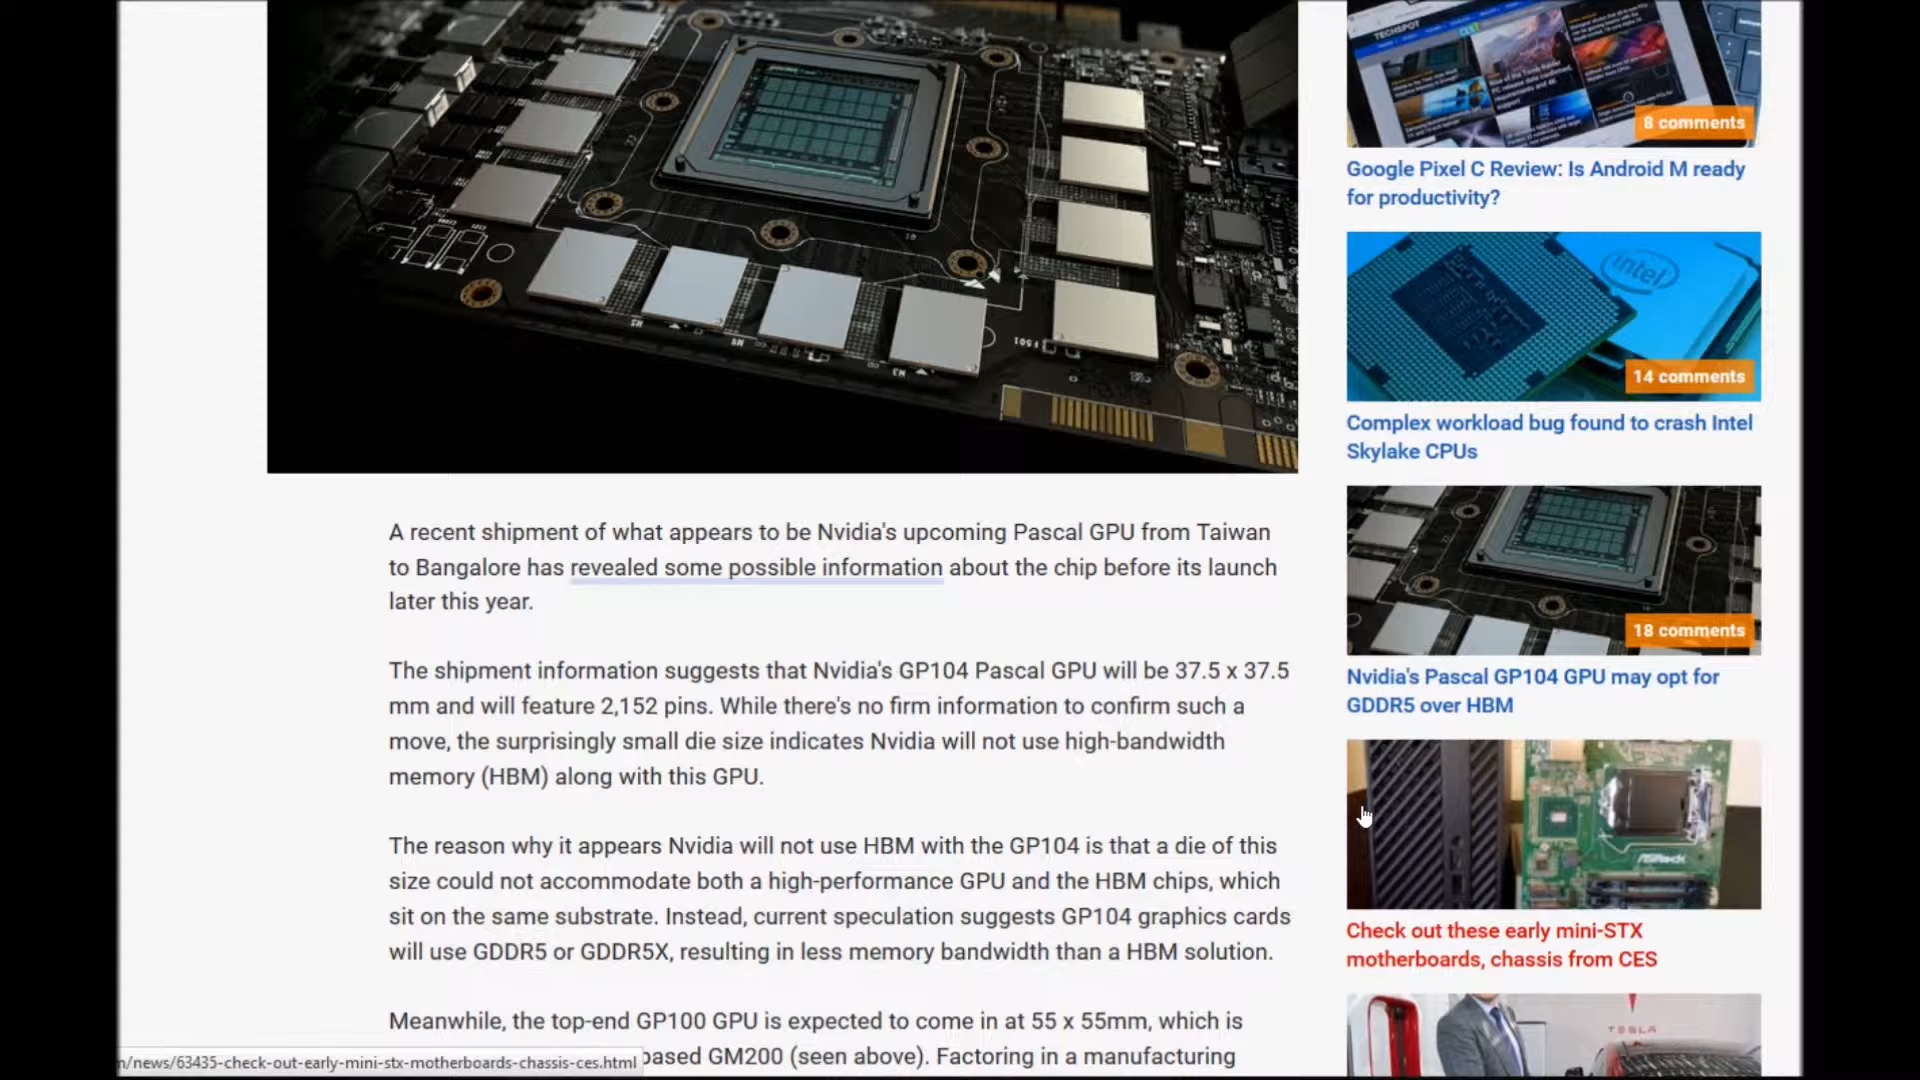 A recent shipment of what appears to be Nvidia's upcoming Pascal GPU from Taiwan
to Bangalore has revealed some possible information about the chip before its launch
later this year.
The shipment information suggests that Nvidia's GP104 Pascal GPU will be 37.5 x 37.5
mm and will feature 2,152 pins. While there's no firm information to confirm such a
move, the surprisingly small die size indicates Nvidia will not use high-bandwidth
memory (HBM) along with this GPU.
The reason why it appears Nvidia will not use HBM with the GP104 is that a die of this
size could not accommodate both a high-performance GPU and the HBM chips, which
sit on the same substrate. Instead, current speculation suggests GP104 graphics cards
will use GDDR5 or GDDR5X, resulting in less memory bandwidth than a HBM solution.
Meanwhile, the top-end GP100 GPU is expected to come in at 55 x 55mm, which is
based GM200 (seen above). Factoring in a manufacturing
/news/63435-check-out-early-mini-stx-motherboards-chassis-ces.html
TECHSPOT
8 comments
Google Pixel C Review: Is Android M ready
for productivity?
intel
14 comments
Complex workload bug found to crash Intel
Skylake CPUs
18 comments
Nvidia's Pascal GP104 GPU may opt for
GDDR5 over HBM
ASRock
Check out these early mini-STX
motherboards, chassis from CES
TESLA